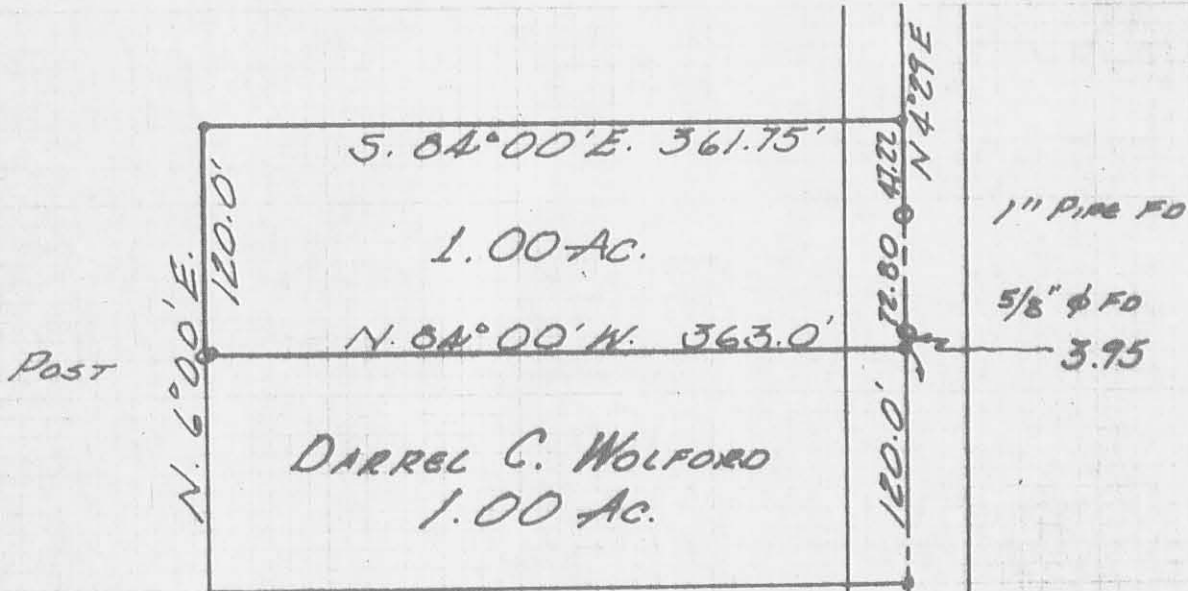 S. 84°00'E. 361.75'
120.0'
47.22
N 4°29 E
1" PIPE FD
1.00 AC.
72.80
5/8" ϕ FD
N. 84°00' W. 363.0'
3.95
POST
N. 6°00' E.
120.0'
DARREL C. WOLFORD
1.00 AC.